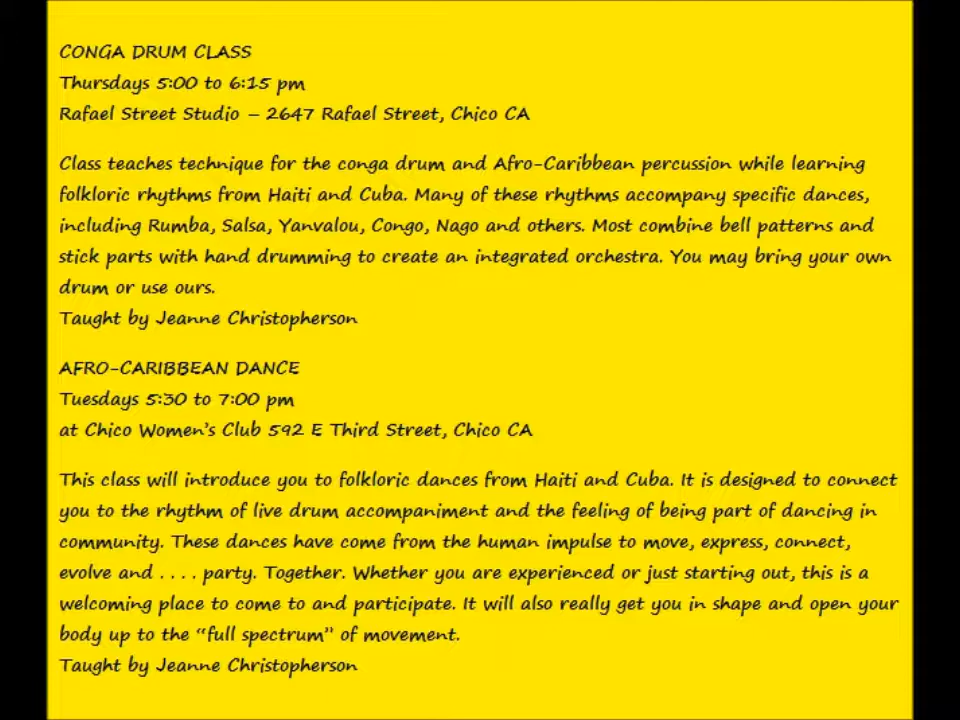 CONGA DRUM CLASS
Thursdays 5:00 to 6:15 pm
Rafael Street Studio – 2647 Rafael Street, Chico CA
Class teaches technique for the conga drum and Afro-Caribbean percussion while learning
folkloric rhythms from Haiti and Cuba. Many of these rhythms accompany specific dances,
including Rumba, Salsa, Yanvalou, Congo, Nago and others. Most combine bell patterns and
stick parts with hand drumming to create an integrated orchestra. You may bring your own
drum or use ours.
Taught by Jeanne Christopherson
AFRO-CARIBBEAN DANCE
Tuesdays 5:30 to 7:00 pm
at Chico Women's Club 592 E Third Street, Chico CA
This class will introduce you to folkloric dances from Haiti and Cuba. It is designed to connect
you to the rhythm of live drum accompaniment and the feeling of being part of dancing in
community. These dances have come from the human impulse to move, express, connect,
evolve and . . . . party. Together. Whether you are experienced or just starting out, this is a
welcoming place to come to and participate. It will also really get you in shape and open your
body up to the “full spectrum” of movement.
Taught by Jeanne Christopherson